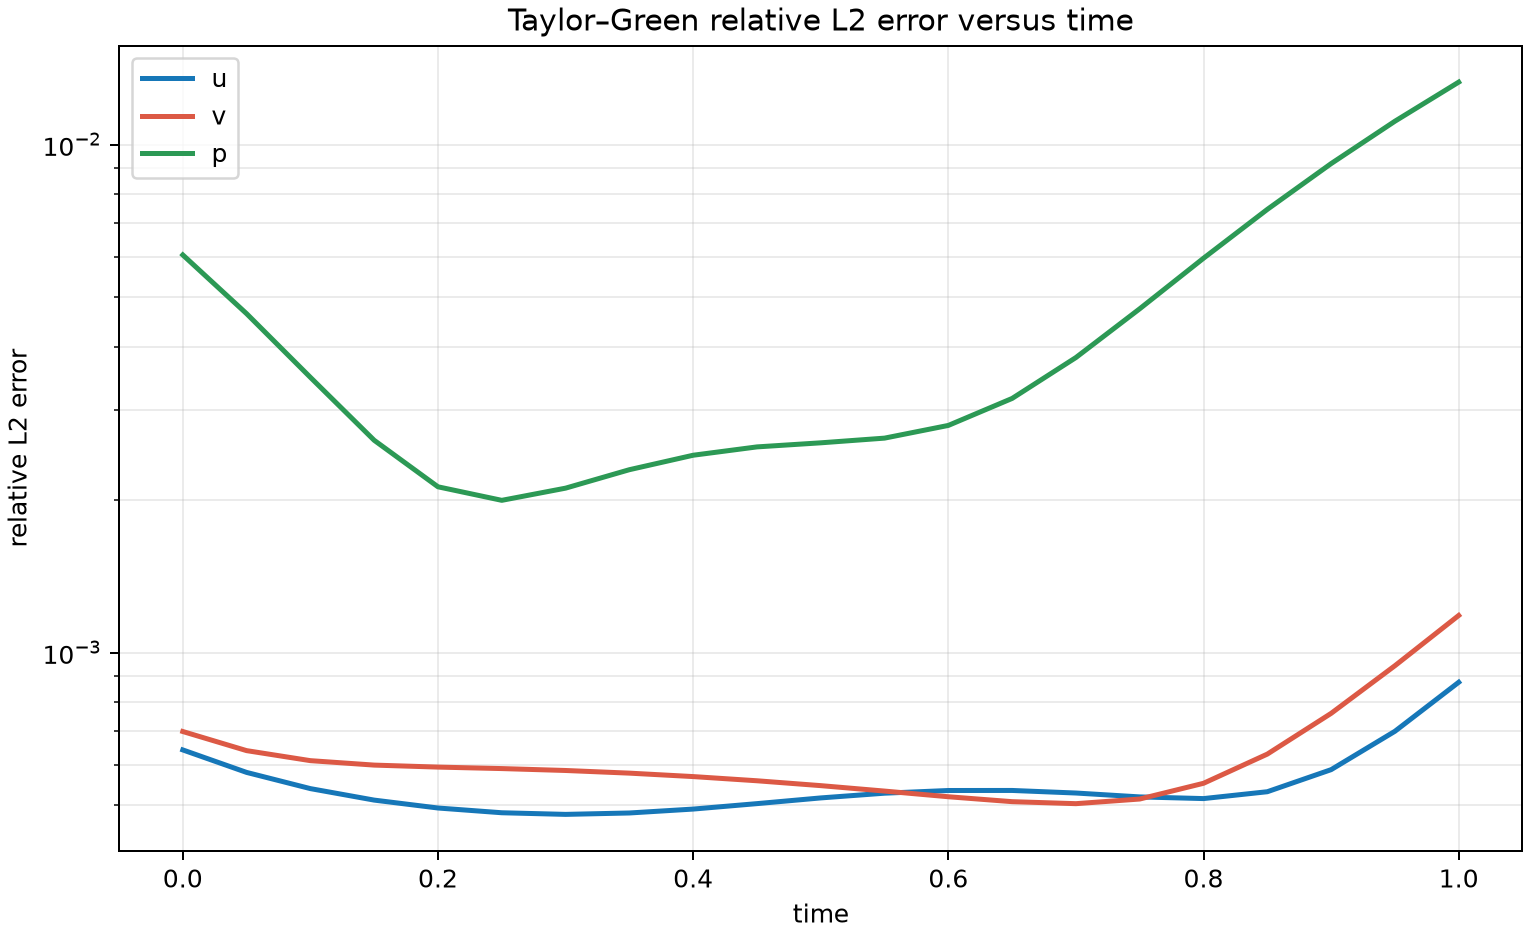 Taylor–Green relative L2 error versus time
u
v
p
10⁻²
10⁻³
relative L2 error
0.0 0.2 0.4 0.6 0.8 1.0
time